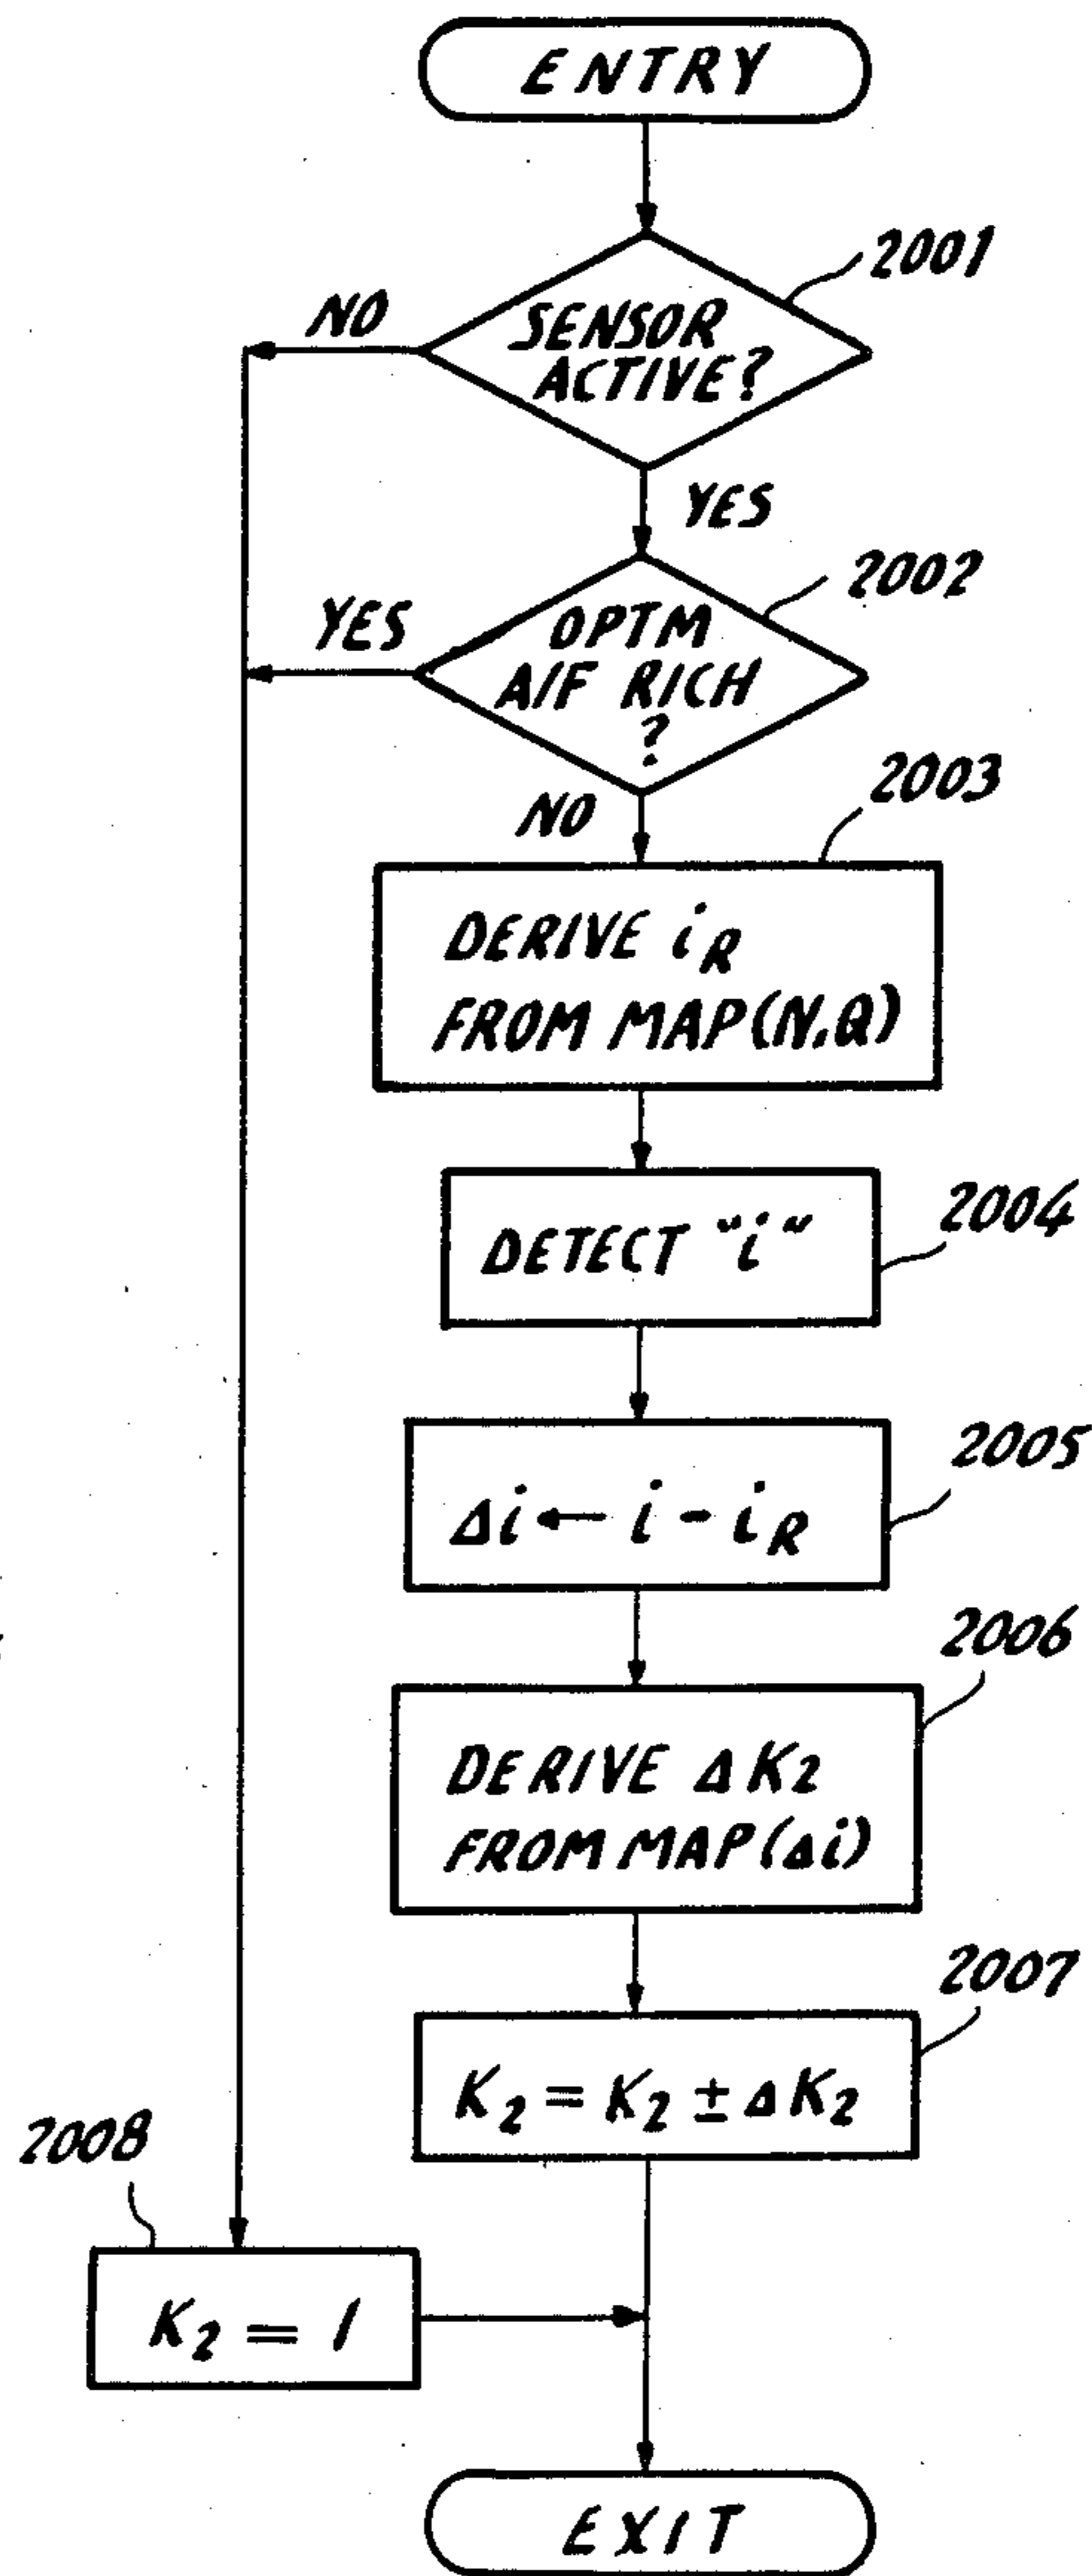 ENTRY
2001
NO
SENSOR
ACTIVE?
YES
2002
YES
OPTM
A/F RICH
?
NO
2003
DERIVE iR
FROM MAP(N.Q)
2004
DETECT "i"
2005
Δi ← i - iR
2006
DERIVE ΔK2
FROM MAP(Δi)
2007
K2 = K2 ± ΔK2
2008
K2 = 1
EXIT